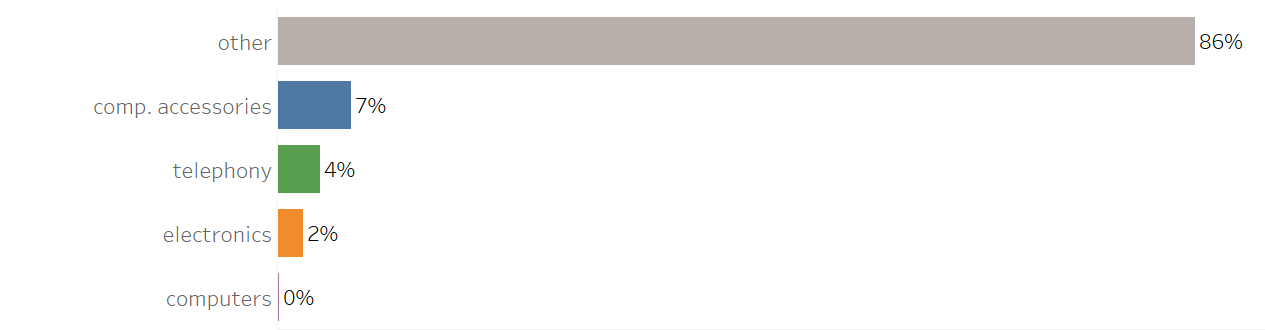 other 86%
comp. accessories 7%
telephony 4%
electronics 2%
computers 0%